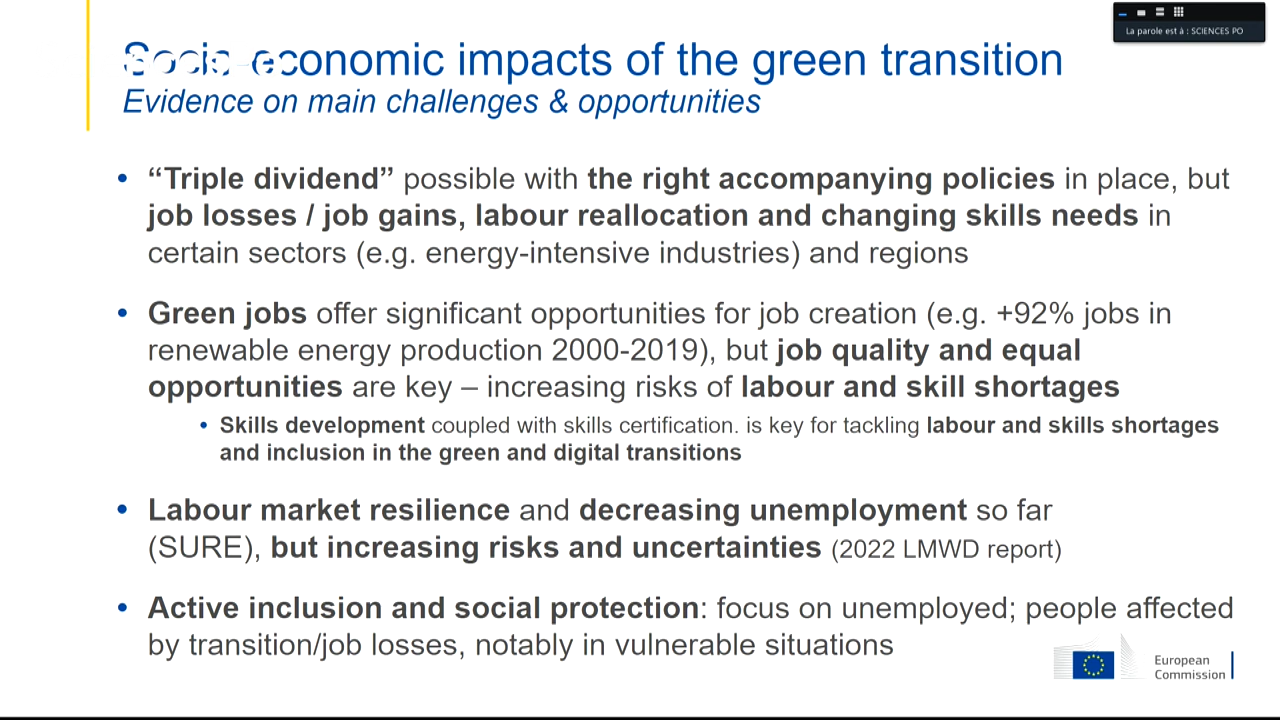 La parole est à : SCIENCES PO
Socio-economic impacts of the green transition
Evidence on main challenges & opportunities
• “Triple dividend” possible with the right accompanying policies in place, but
job losses / job gains, labour reallocation and changing skills needs in
certain sectors (e.g. energy-intensive industries) and regions
• Green jobs offer significant opportunities for job creation (e.g. +92% jobs in
renewable energy production 2000-2019), but job quality and equal
opportunities are key – increasing risks of labour and skill shortages
• Skills development coupled with skills certification. is key for tackling labour and skills shortages
and inclusion in the green and digital transitions
• Labour market resilience and decreasing unemployment so far
(SURE), but increasing risks and uncertainties (2022 LMWD report)
• Active inclusion and social protection: focus on unemployed; people affected
by transition/job losses, notably in vulnerable situations
European
Commission